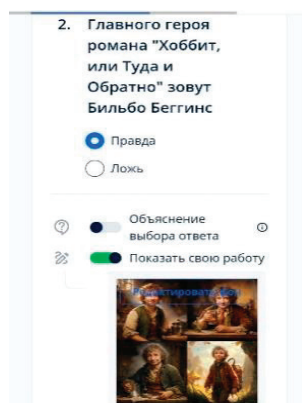 2. Главного героя
романа "Хоббит,
или Туда и
Обратно" зовут
Бильбо Беггинс
Правда
Ложь
Объяснение
выбора ответа
Показать свою работу
Редактировать